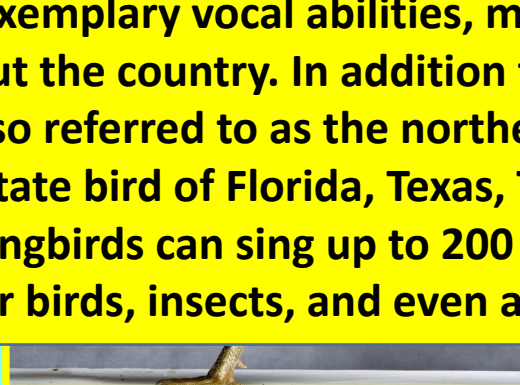 xemplary vocal abilities, m
ut the country. In addition
so referred to as the northe
tate bird of Florida, Texas,
ngbirds can sing up to 200
r birds, insects, and even a